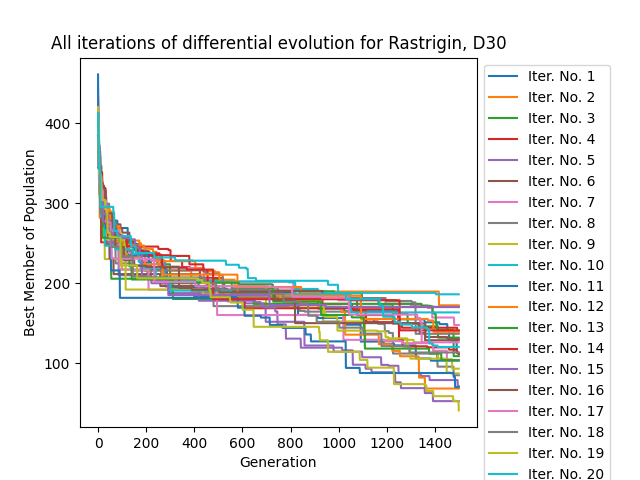 All iterations of differential evolution for Rastrigin, D30
Best Member of Population
400
300
200
100
0
200
400
600
800
1000
1200
1400
Generation
Iter. No. 1
Iter. No. 2
Iter. No. 3
Iter. No. 4
Iter. No. 5
Iter. No. 6
Iter. No. 7
Iter. No. 8
Iter. No. 9
Iter. No. 10
Iter. No. 11
Iter. No. 12
Iter. No. 13
Iter. No. 14
Iter. No. 15
Iter. No. 16
Iter. No. 17
Iter. No. 18
Iter. No. 19
Iter. No. 20